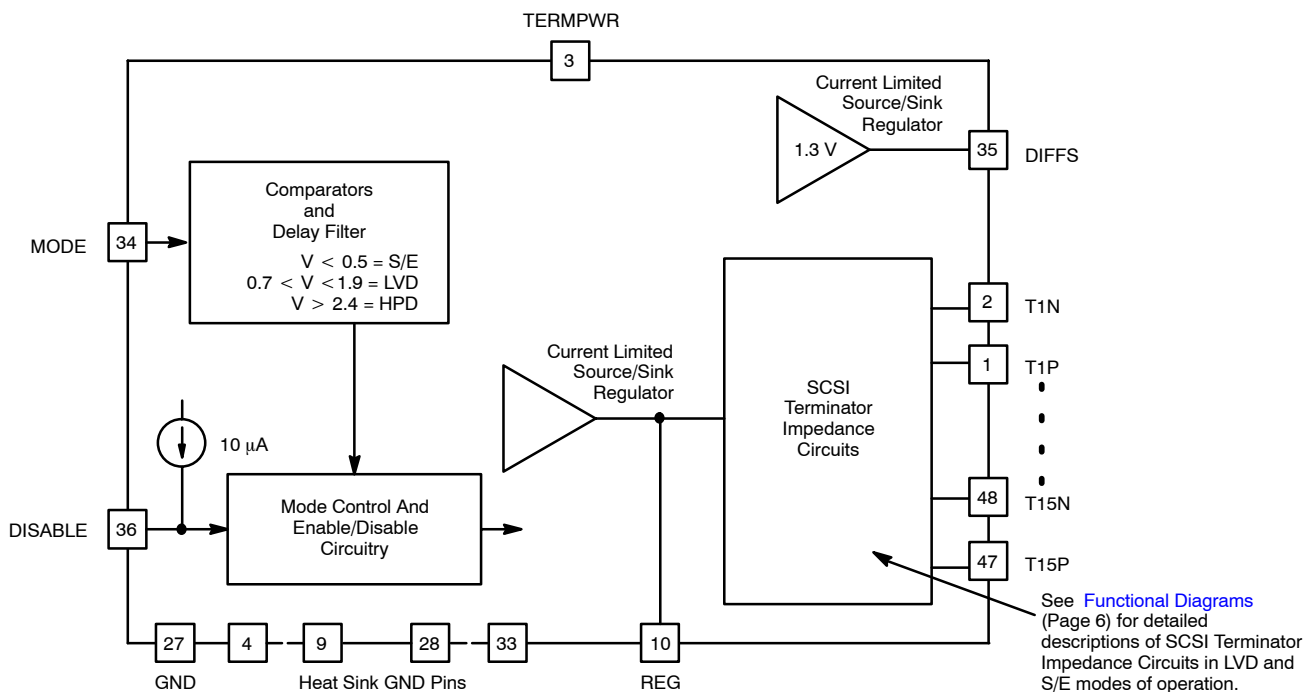 TERMPWR
3
Current Limited
Source/Sink
Regulator
1.3 V
35
DIFFS
Comparators
and
Delay Filter
V < 0.5 = S/E
0.7 < V <1.9 = LVD
V > 2.4 = HPD
MODE
34
2
T1N
1
T1P
Current Limited
Source/Sink
Regulator
SCSI
Terminator
Impedance
Circuits
10 μA
48
T15N
DISABLE
36
Mode Control And
Enable/Disable
Circuitry
47
T15P
See Functional Diagrams
(Page 6) for detailed
descriptions of SCSI Terminator
Impedance Circuits in LVD and
S/E modes of operation.
27
4
9
28
33
10
GND
Heat Sink GND Pins
REG